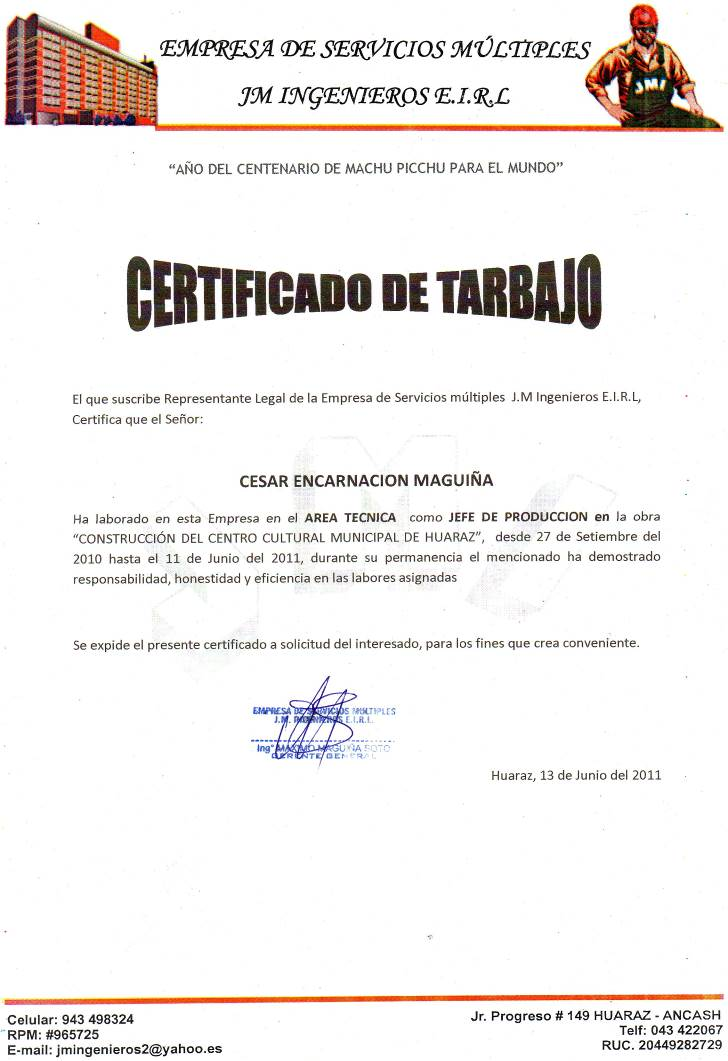 EMPRESA DE SERVICIOS MÚLTIPLES
JM INGENIEROS E.I.R.L
JMI
“AÑO DEL CENTENARIO DE MACHU PICCHU PARA EL MUNDO”
CERTIFICADO DE TARBAJO
El que suscribe Representante Legal de la Empresa de Servicios múltiples J.M Ingenieros E.I.R.L,
Certifica que el Señor:
CESAR ENCARNACION MAGUIÑA
Ha laborado en esta Empresa en el AREA TECNICA como JEFE DE PRODUCCION en la obra
“CONSTRUCCIÓN DEL CENTRO CULTURAL MUNICIPAL DE HUARAZ”, desde 27 de Setiembre del
2010 hasta el 11 de Junio del 2011, durante su permanencia el mencionado ha demostrado
responsabilidad, honestidad y eficiencia en las labores asignadas
Se expide el presente certificado a solicitud del interesado, para los fines que crea conveniente.
EMPRESA DE SERVICIOS MULTIPLES
J.M. INGENIEROS E.I.R.L.
Ing° MAXIMO MAGUIÑA SOTO
GERENTE GENERAL
Huaraz, 13 de Junio del 2011
Celular: 943 498324
RPM: #965725
E-mail: jmingenieros2@yahoo.es
Jr. Progreso # 149 HUARAZ - ANCASH
Telf: 043 422067
RUC. 20449282729